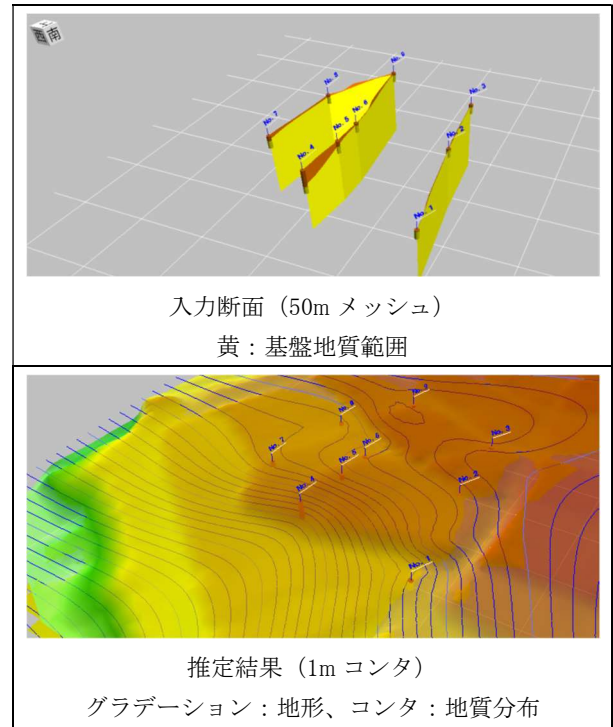 西 南
No. 9
No. 8
No. 3
No. 7
No. 6
No. 5
No. 2
No. 4
No. 1
入力断面（50m メッシュ）
黄：基盤地質範囲
No. 9
No. 8
No. 3
No. 6
No. 7
No. 5
No. 2
No. 4
No. 1
推定結果（1m コンタ）
グラデーション：地形、コンタ：地質分布